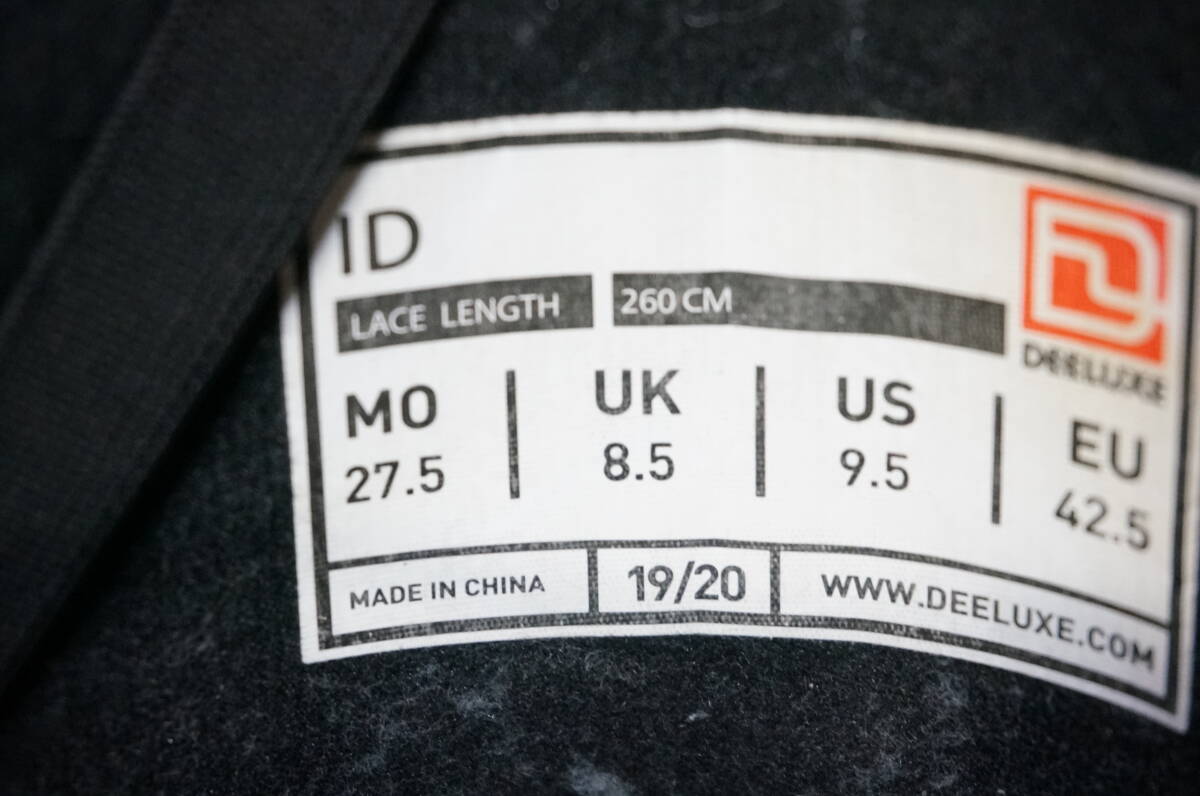 ID
LACE LENGTH 260 CM
DEELUXE
MO UK US EU
27.5 8.5 9.5 42.5
MADE IN CHINA 19/20 WWW.DEELUXE.COM